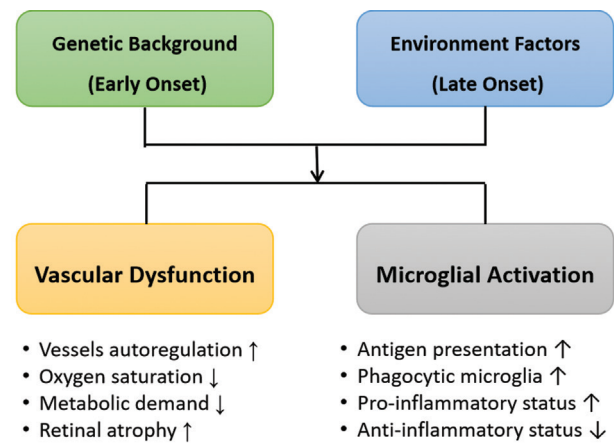 Genetic Background
(Early Onset)
Environment Factors
(Late Onset)
Vascular Dysfunction
Microglial Activation
• Vessels autoregulation ↑
• Oxygen saturation ↓
• Metabolic demand ↓
• Retinal atrophy ↑
• Antigen presentation ↑
• Phagocytic microglia ↑
• Pro-inflammatory status ↑
• Anti-inflammatory status ↓